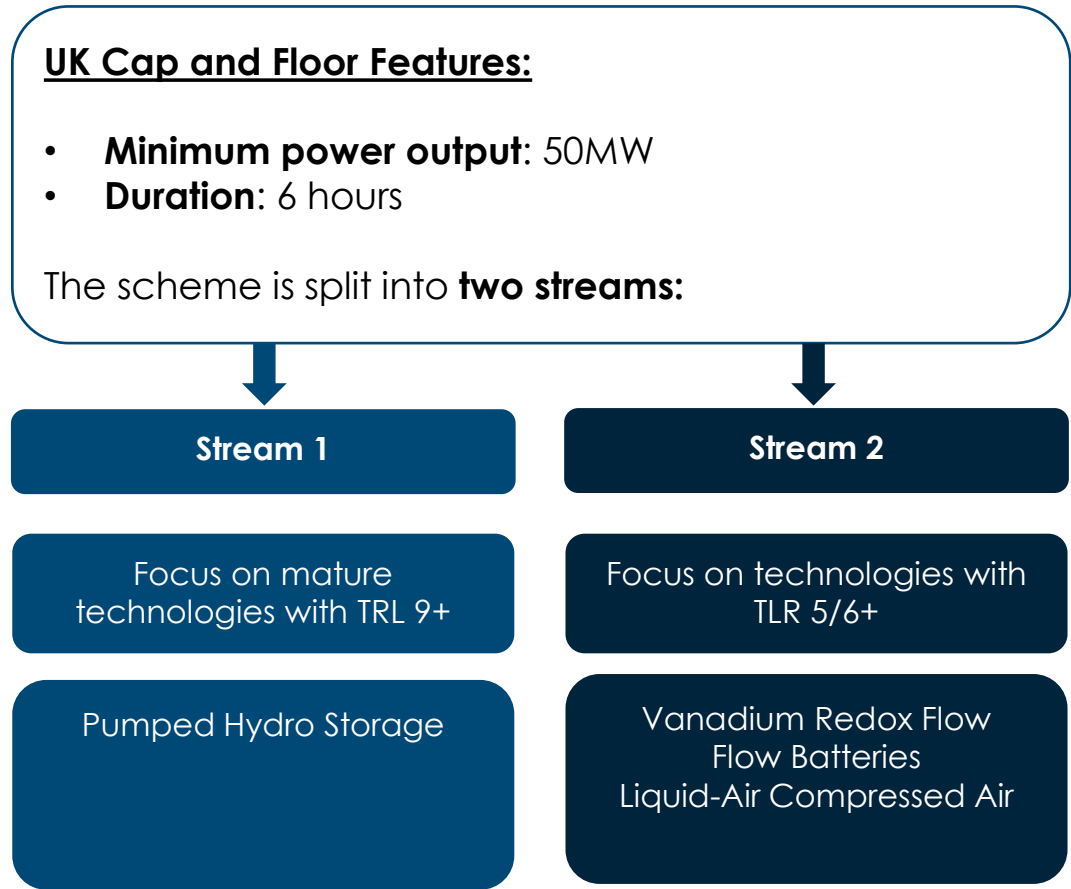 UK Cap and Floor Features:
• Minimum power output: 50MW
• Duration: 6 hours
The scheme is split into two streams:
Stream 1
Stream 2
Focus on mature
technologies with TRL 9+
Focus on technologies with
TLR 5/6+
Pumped Hydro Storage
Vanadium Redox Flow
Flow Batteries
Liquid-Air Compressed Air